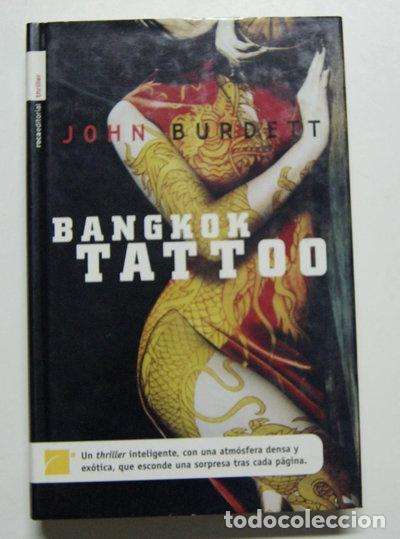 rocaeditorial thriller
JOHN BURDETT
BANGKOK
TATTOO
Un thriller inteligente, con una atmósfera densa y
exótica, que esconde una sorpresa tras cada página.
todocoleccion